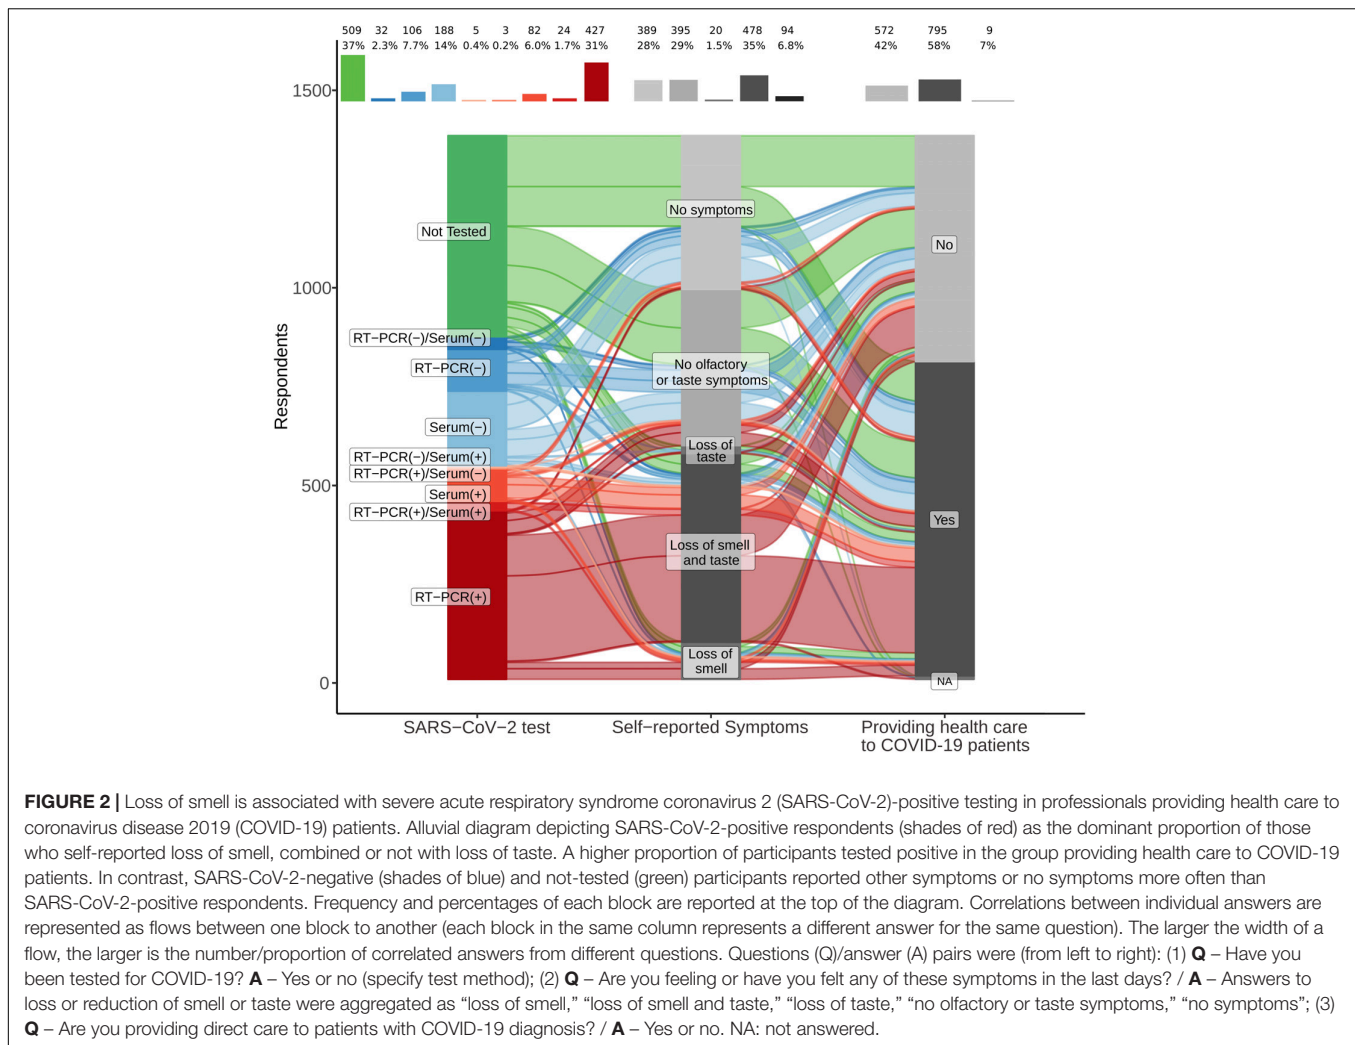 509 32 106 188 5 3 82 24 427 389 395 20 478 94 572 795 9
37% 2.3% 7.7% 14% 0.4% 0.2% 6.0% 1.7% 31% 28% 29% 1.5% 35% 6.8% 42% 58% 7%
1500
1000
500
0
Respondents
Not Tested
RT−PCR(−)/Serum(−)
RT−PCR(−)
Serum(−)
RT−PCR(−)/Serum(+)
RT−PCR(+)/Serum(−)
Serum(+)
RT−PCR(+)/Serum(+)
RT−PCR(+)
No symptoms
No olfactory
or taste symptoms
Loss of
taste
Loss of smell
and taste
Loss of
smell
No
Yes
NA
SARS−CoV−2 test
Self−reported Symptoms
Providing health care
to COVID−19 patients
FIGURE 2 | Loss of smell is associated with severe acute respiratory syndrome coronavirus 2 (SARS-CoV-2)-positive testing in professionals providing health care to
coronavirus disease 2019 (COVID-19) patients. Alluvial diagram depicting SARS-CoV-2-positive respondents (shades of red) as the dominant proportion of those
who self-reported loss of smell, combined or not with loss of taste. A higher proportion of participants tested positive in the group providing health care to COVID-19
patients. In contrast, SARS-CoV-2-negative (shades of blue) and not-tested (green) participants reported other symptoms or no symptoms more often than
SARS-CoV-2-positive respondents. Frequency and percentages of each block are reported at the top of the diagram. Correlations between individual answers are
represented as flows between one block to another (each block in the same column represents a different answer for the same question). The larger the width of a
flow, the larger is the number/proportion of correlated answers from different questions. Questions (Q)/answer (A) pairs were (from left to right): (1) Q – Have you
been tested for COVID-19? A – Yes or no (specify test method); (2) Q – Are you feeling or have you felt any of these symptoms in the last days? / A – Answers to
loss or reduction of smell or taste were aggregated as “loss of smell,” “loss of smell and taste,” “loss of taste,” “no olfactory or taste symptoms,” “no symptoms”; (3)
Q – Are you providing direct care to patients with COVID-19 diagnosis? / A – Yes or no. NA: not answered.